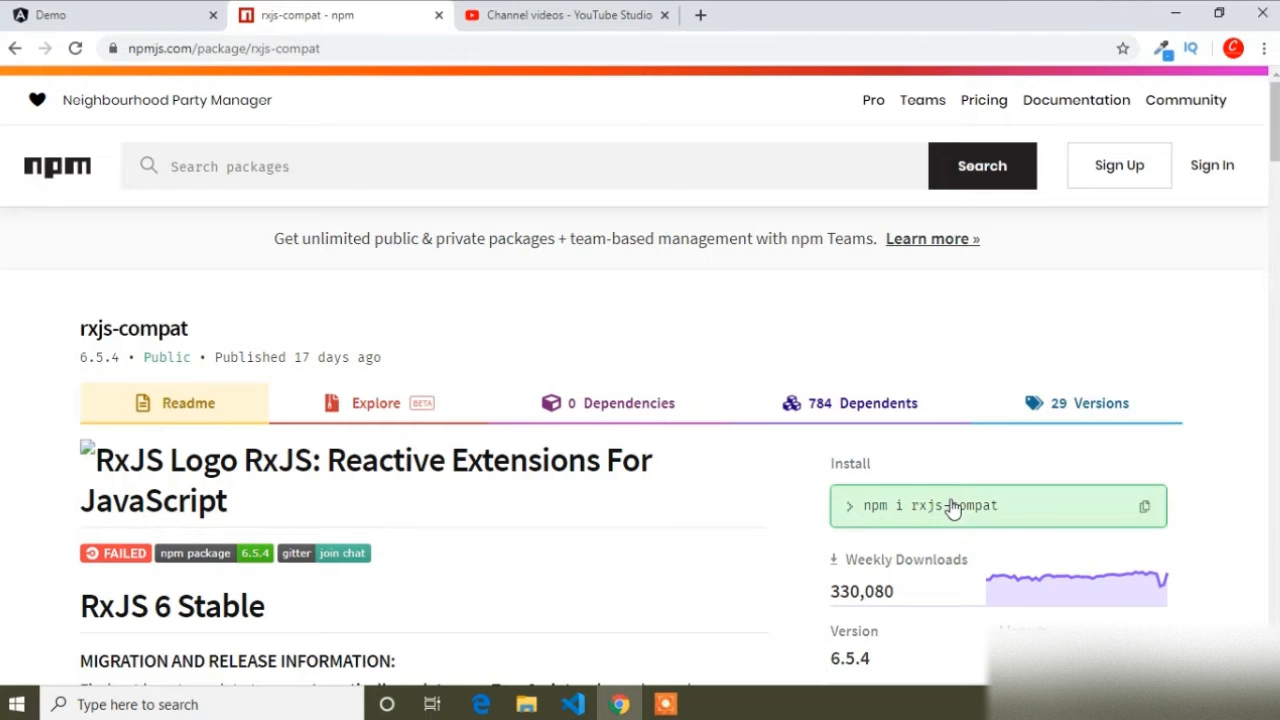 Demo
rxjs-compat - npm
Channel videos - YouTube Studio
npmjs.com/package/rxjs-compat
IQ
Neighbourhood Party Manager
Pro Teams Pricing Documentation Community
npm
Search packages
Search
Sign Up
Sign In
Get unlimited public & private packages + team-based management with npm Teams. Learn more »
rxjs-compat
6.5.4 • Public • Published 17 days ago
Readme
Explore BETA
0 Dependencies
784 Dependents
29 Versions
RxJS Logo RxJS: Reactive Extensions For
JavaScript
FAILED npm package 6.5.4 gitter join chat
RxJS 6 Stable
MIGRATION AND RELEASE INFORMATION:
Install
> npm i rxjs-compat
Weekly Downloads
330,080
Version
6.5.4
Type here to search